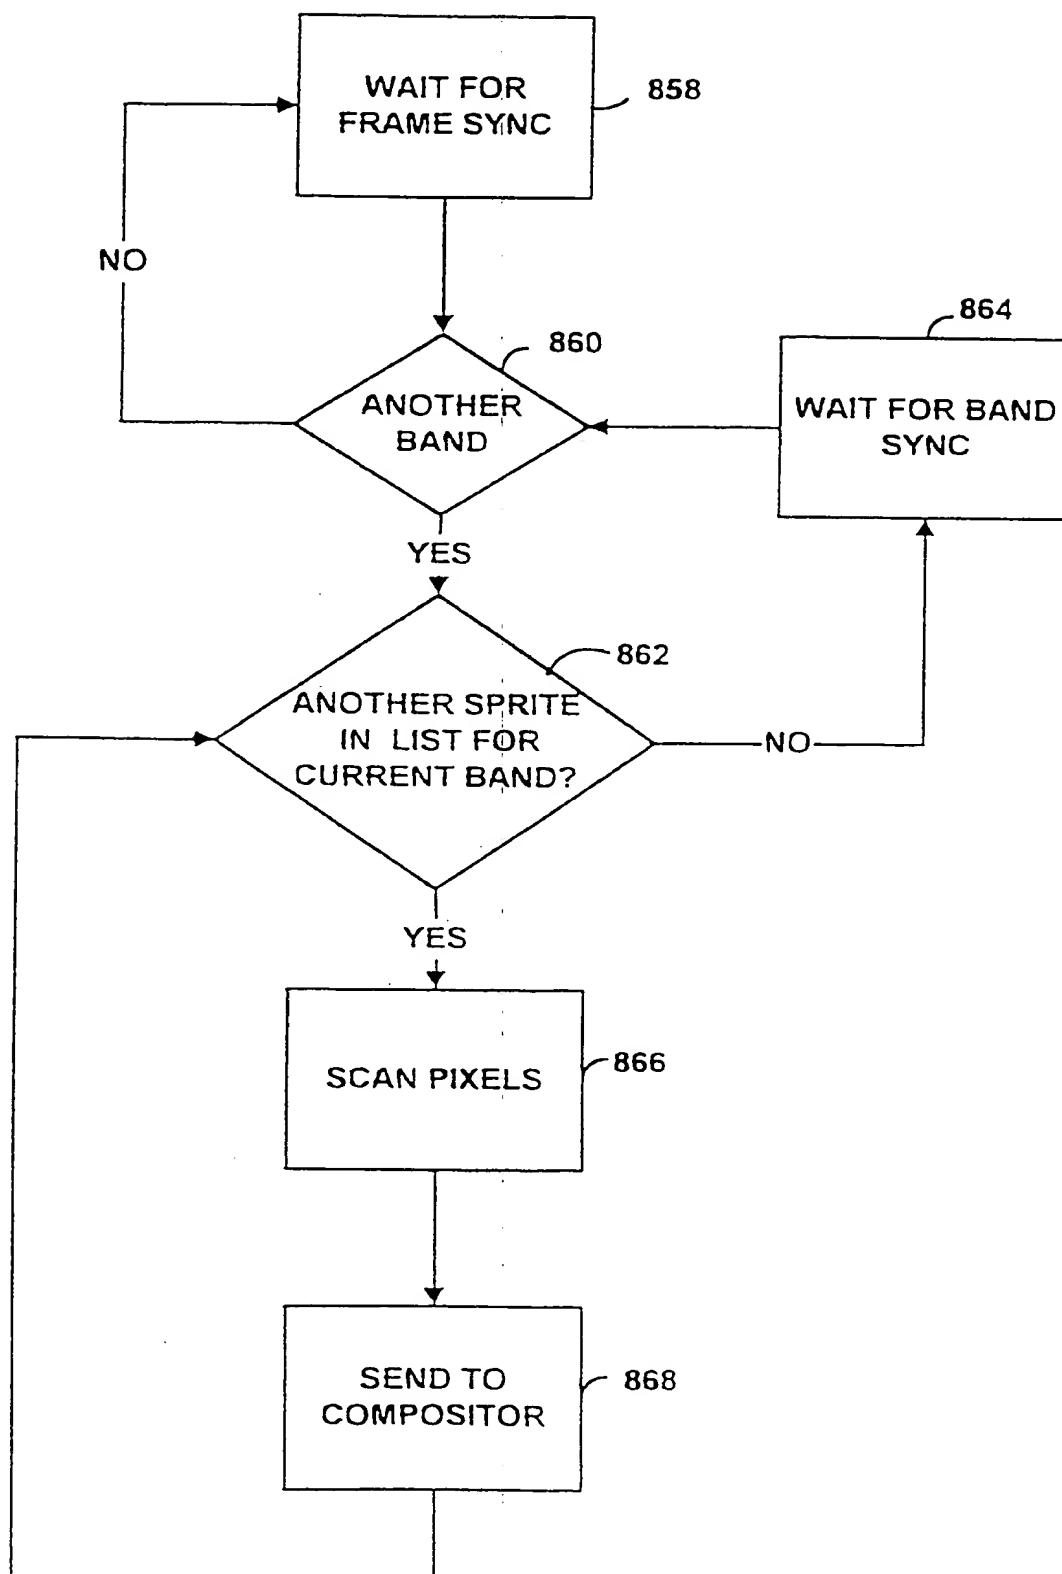 WAIT FOR
FRAME SYNC
858
NO
860
ANOTHER
BAND
864
WAIT FOR BAND
SYNC
YES
862
ANOTHER SPRITE
IN LIST FOR
CURRENT BAND?
NO
YES
SCAN PIXELS
866
SEND TO
COMPOSITOR
868